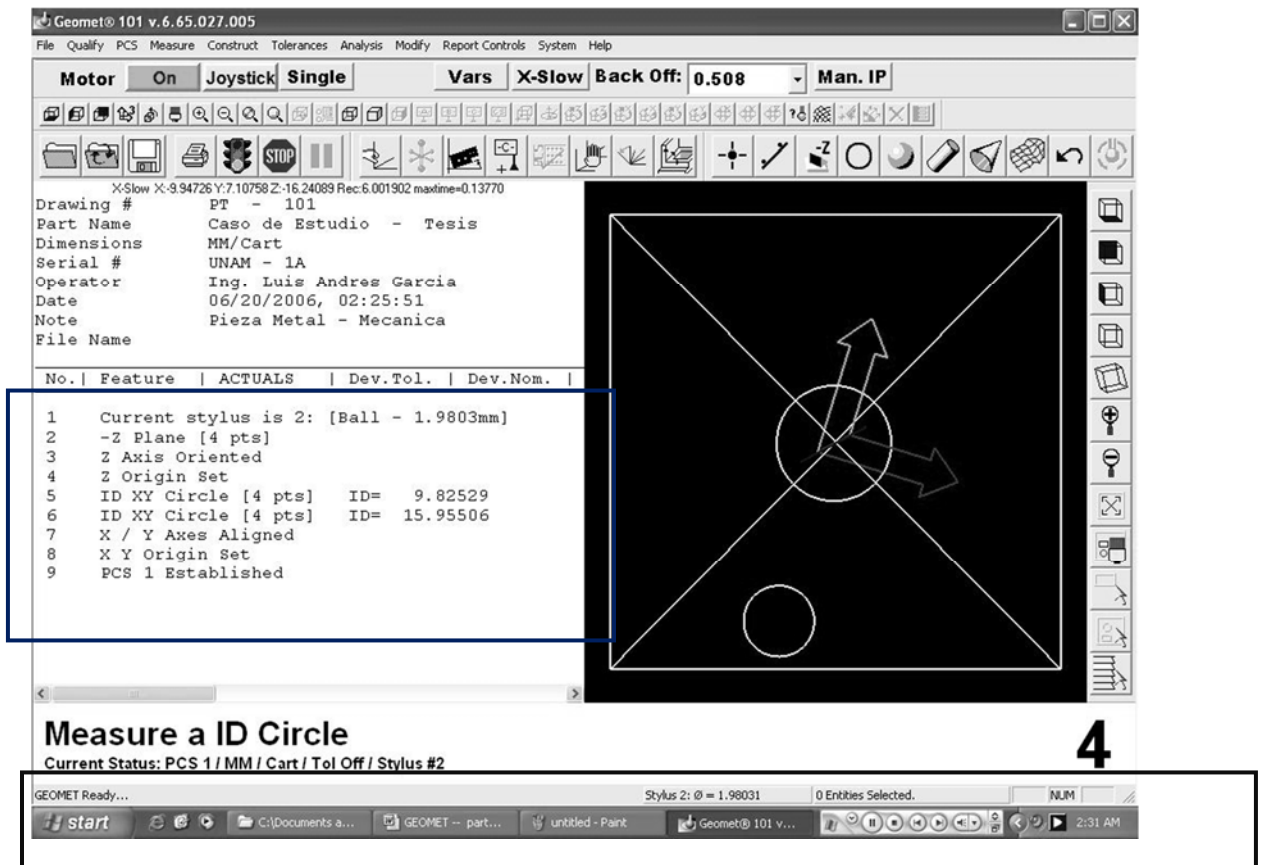 Geomet® 101 v.6.65.027.005
File Qualify PCS Measure Construct Tolerances Analysis Modify Report Controls System Help
Motor On Joystick Single Vars X-Slow Back Off: 0.508 Man. IP
STOP -C- -Z
X-Slow X:-9.94726 Y:7.10758 Z:-16.24089 Rec:6.001902 maxtime=0.13770
Drawing # PT - 101
Part Name Caso de Estudio - Tesis
Dimensions MM/Cart
Serial # UNAM - 1A
Operator Ing. Luis Andres Garcia
Date 06/20/2006, 02:25:51
Note Pieza Metal - Mecanica
File Name
No.| Feature | ACTUALS | Dev.Tol. | Dev.Nom. |
1 Current stylus is 2: [Ball - 1.9803mm]
2 -Z Plane [4 pts]
3 Z Axis Oriented
4 Z Origin Set
5 ID XY Circle [4 pts] ID= 9.82529
6 ID XY Circle [4 pts] ID= 15.95506
7 X / Y Axes Aligned
8 X Y Origin Set
9 PCS 1 Established
Measure a ID Circle 4
Current Status: PCS 1 / MM / Cart / Tol Off / Stylus #2
GEOMET Ready... Stylus 2: Ø = 1.98031 0 Entities Selected. NUM
start C:\Documents a... GEOMET -- part... untitled - Paint Geomet® 101 v... 2:31 AM